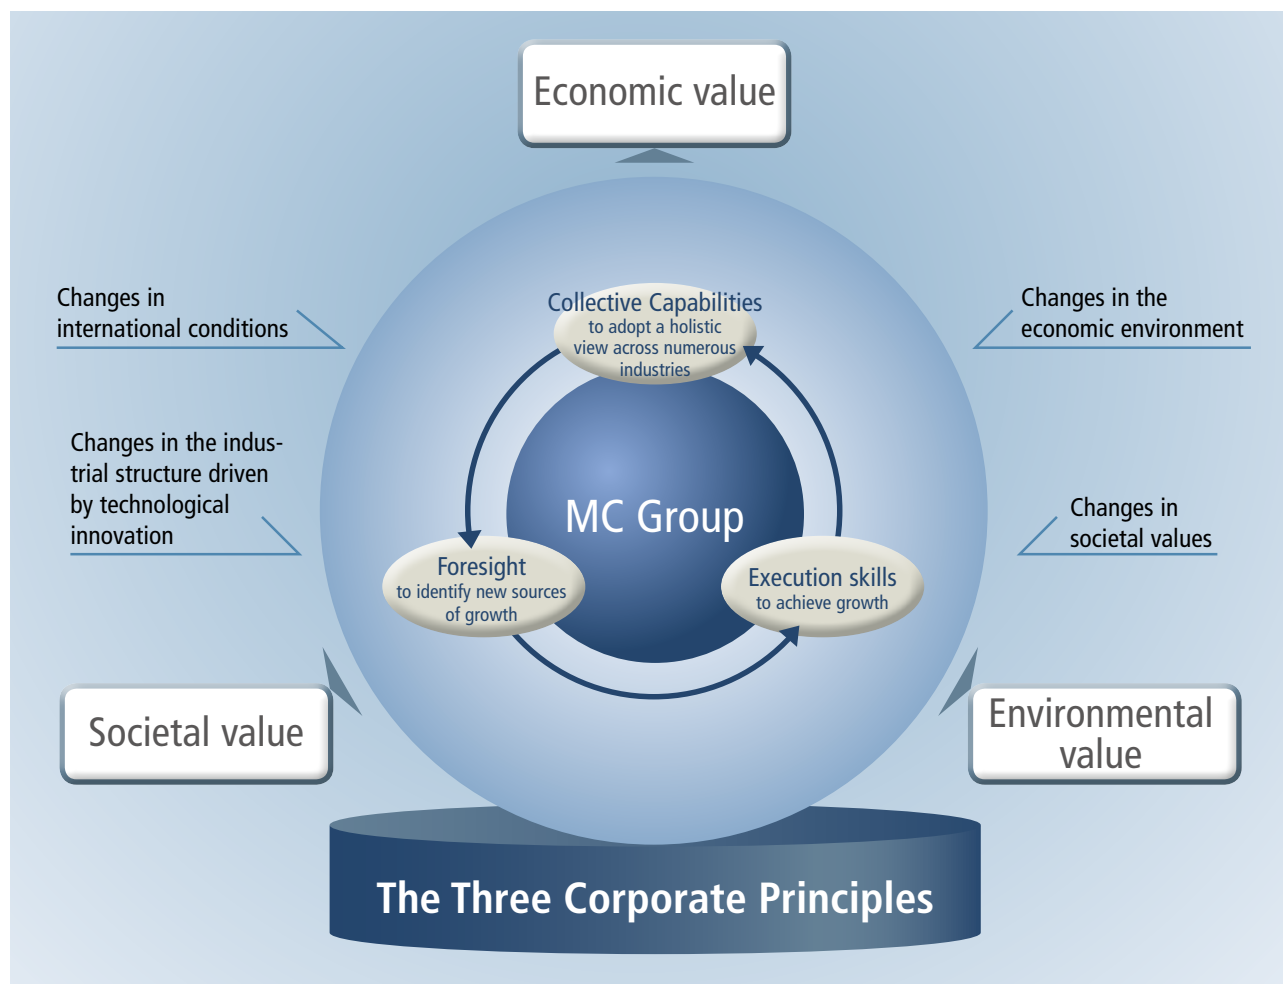 Economic value
Changes in
international conditions
Changes in the
economic environment
Collective Capabilities
to adopt a holistic
view across numerous
industries
Changes in the indus-
trial structure driven
by technological
innovation
MC Group
Changes in
societal values
Foresight
to identify new sources
of growth
Execution skills
to achieve growth
Societal value
Environmental
value
The Three Corporate Principles